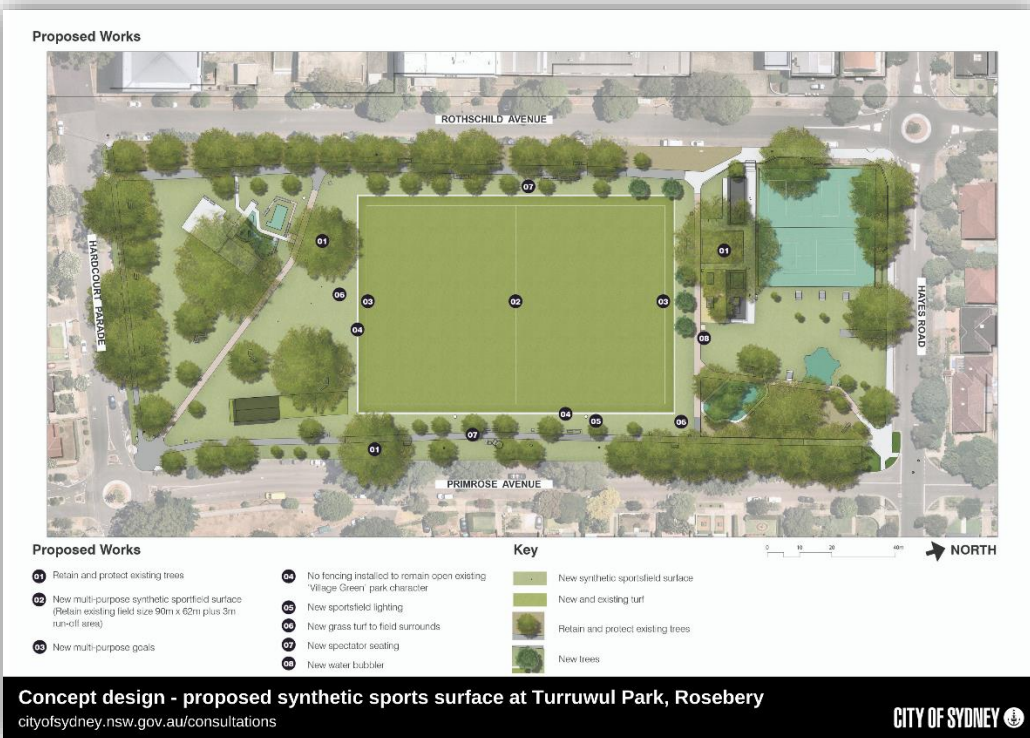 Proposed Works
ROTHSCHILD AVENUE
07
01
01
06
03
02
03
04
08
HARDCOURT PARADE
HAYES ROAD
04
05
06
07
01
PRIMROSE AVENUE
Proposed Works
01 Retain and protect existing trees
02 New multi-purpose synthetic sportsfield surface
(Retain existing field size 90m x 62m plus 3m
run-off area)
03 New multi-purpose goals
04 No fencing installed to remain open existing
'Village Green' park character
05 New sportsfield lighting
06 New grass turf to field surrounds
07 New spectator seating
08 New water bubbler
Key
New synthetic sportsfield surface
New and existing turf
Retain and protect existing trees
New trees
0 10 20 40m
NORTH
Concept design - proposed synthetic sports surface at Turruwul Park, Rosebery
cityofsydney.nsw.gov.au/consultations
CITY OF SYDNEY